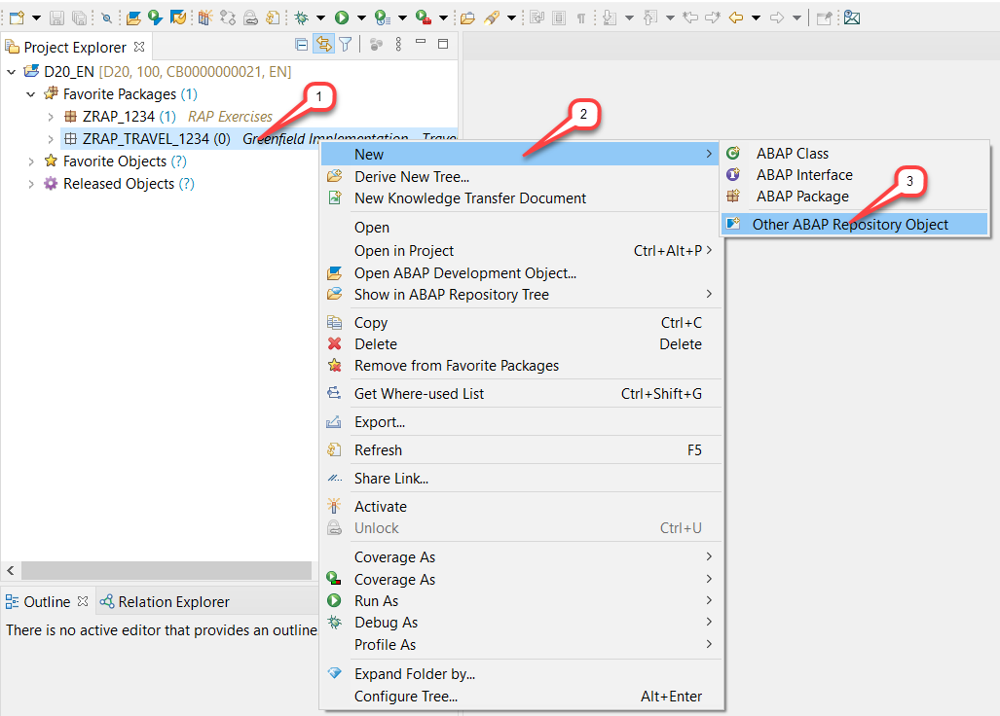 Project Explorer
D20_EN [D20, 100, CB0000000021, EN]
Favorite Packages (1)
1
ZRAP_1234 (1) RAP Exercises
2
ZRAP_TRAVEL_1234 (0) Greenfield Implementation - Trave
Favorite Objects (?)
Released Objects (?)
New
Derive New Tree...
New Knowledge Transfer Document
Open
Open in Project Ctrl+Alt+P
Open ABAP Development Object...
Show in ABAP Repository Tree
Copy Ctrl+C
Delete Delete
Remove from Favorite Packages
Get Where-used List Ctrl+Shift+G
Export...
Refresh F5
Share Link...
Activate
Unlock Ctrl+U
Coverage As
Coverage As
Run As
Debug As
Profile As
Expand Folder by...
Configure Tree... Alt+Enter
ABAP Class
ABAP Interface
ABAP Package
3
Other ABAP Repository Object
Outline
Relation Explorer
There is no active editor that provides an outline